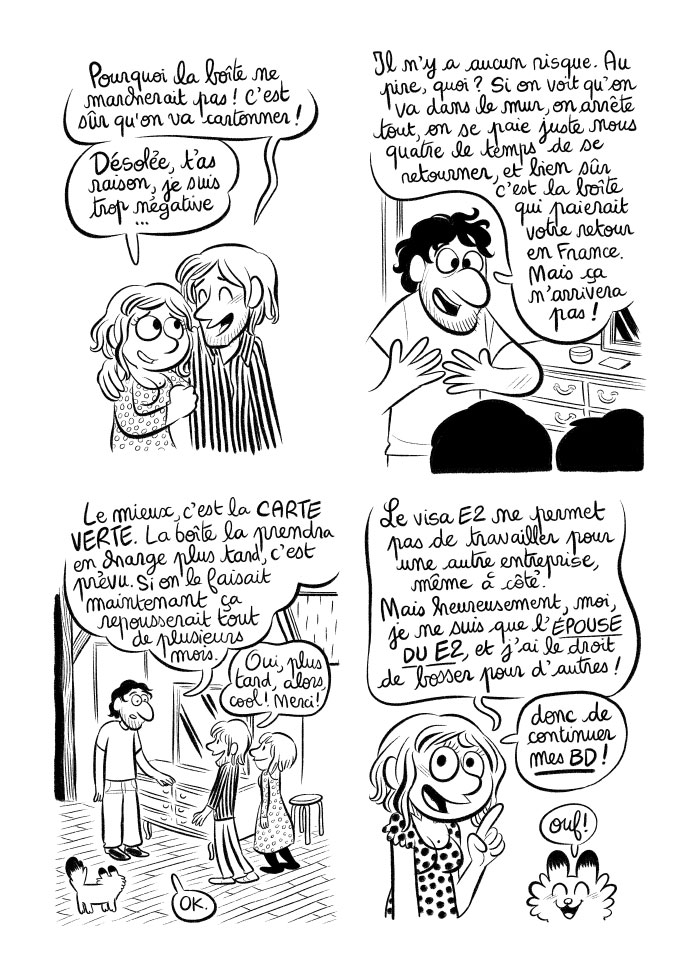 Pourquoi la boîte ne
marcherait pas ! C'est
sûr qu'on va cartonner !
Désolée, t'as
raison, je suis
trop négative
...
Il n'y a aucun risque. Au
pire, quoi ? Si on voit qu'on
va dans le mur, on arrête
tout, on se paie juste nous
quatre le temps de se
retourner, et bien sûr
c'est la boîte
qui paierait
votre retour
en France.
Mais ça
n'arrivera
pas !
Le mieux, c'est la CARTE
VERTE. La boîte la prendra
en charge plus tard, c'est
prévu. Si on le faisait
maintenant ça
repousserait tout
de plusieurs
mois.
Oui, plus
tard, alors,
cool ! Merci !
OK.
Le visa E2 ne permet
pas de travailler pour
une autre entreprise,
même à côté.
Mais heureusement, moi,
je ne suis que l'ÉPOUSE
DU E2, et j'ai le droit
de bosser pour d'autres !
donc de
continuer
mes BD !
ouf !